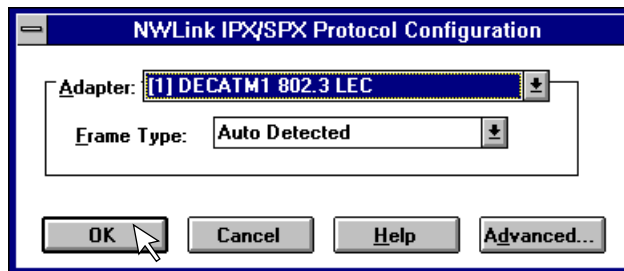 NWLink IPX/SPX Protocol Configuration
Adapter: [1] DECATM1 802.3 LEC
Frame Type: Auto Detected
OK Cancel Help Advanced...